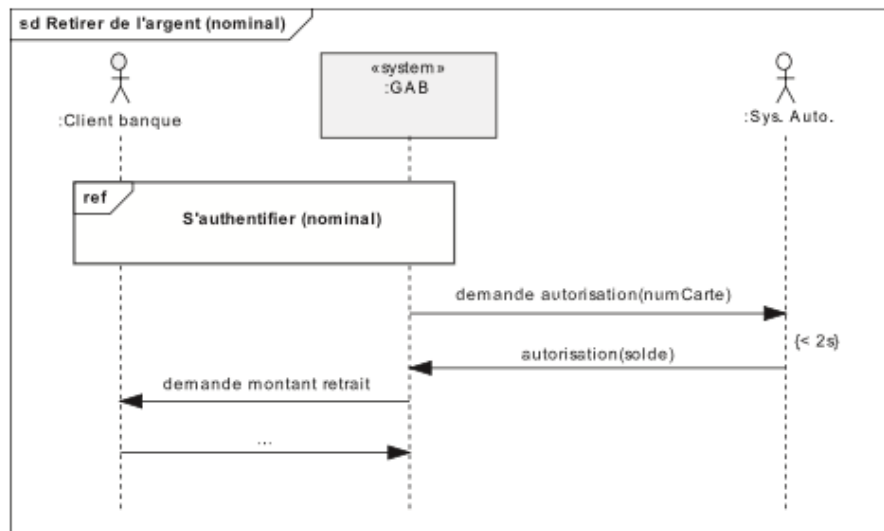 sd Retirer de l'argent (nominal)
«system»
:GAB
:Client banque
:Sys. Auto.
ref
S'authentifier (nominal)
demande autorisation(numCarte)
{< 2s}
autorisation(solde)
demande montant retrait
...